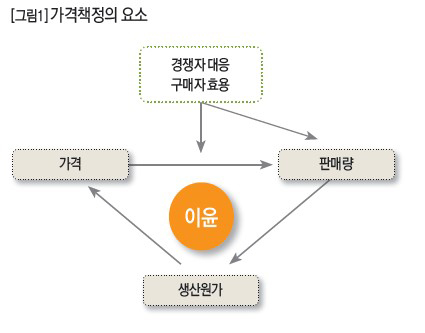 [그림1] 가격책정의 요소
경쟁자 대응
구매자 효용
가격
판매량
이윤
생산원가